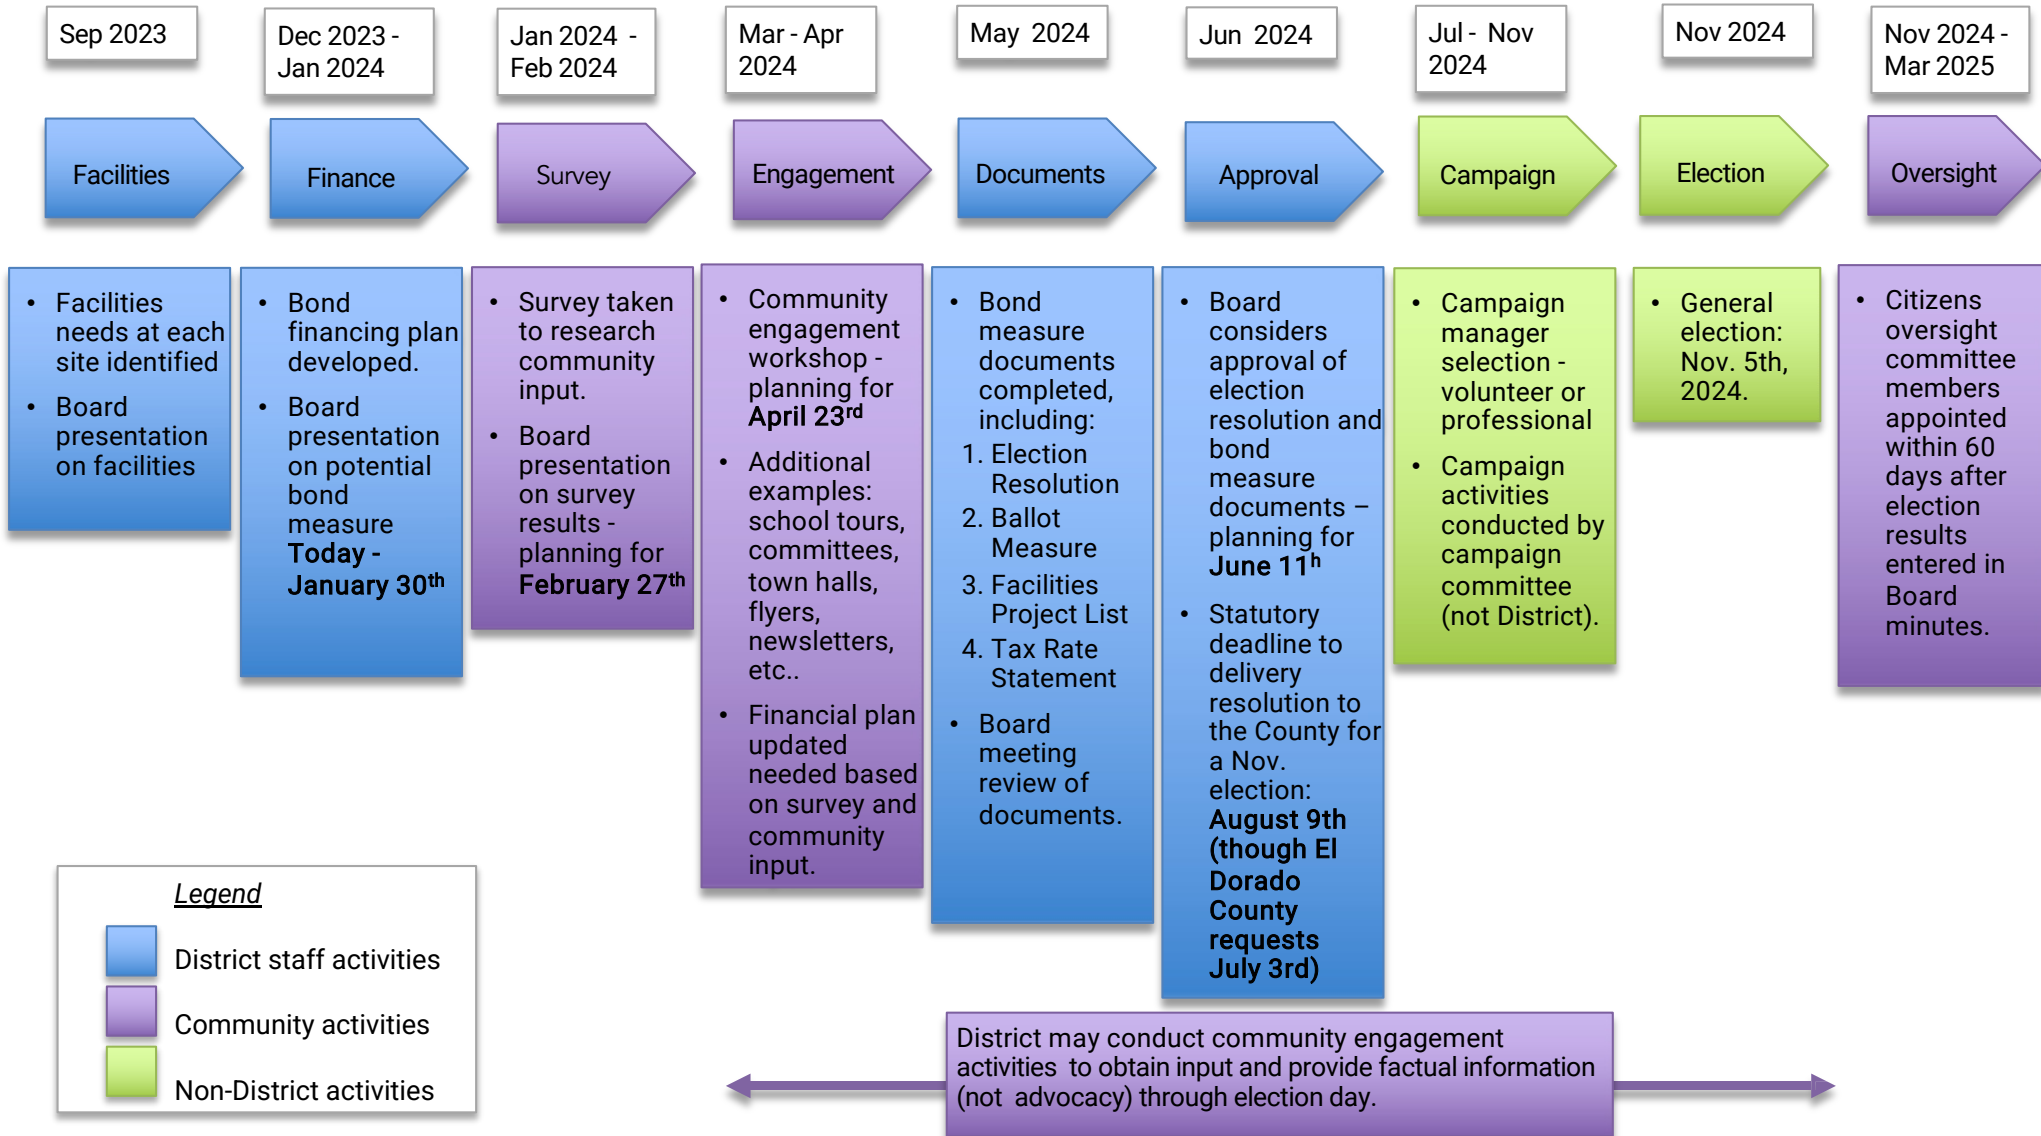 Sep 2023
Dec 2023 -
Jan 2024
Jan 2024 -
Feb 2024
Mar - Apr
2024
May 2024
Jun 2024
Jul - Nov
2024
Nov 2024
Nov 2024 -
Mar 2025
Facilities
Finance
Survey
Engagement
Documents
Approval
Campaign
Election
Oversight
• Facilities
needs at each
site identified
• Board
presentation
on facilities
• Bond
financing plan
developed.
• Board
presentation
on potential
bond
measure
Today -
January 30th
• Survey taken
to research
community
input.
• Board
presentation
on survey
results -
planning for
February 27th
• Community
engagement
workshop -
planning for
April 23rd
• Additional
examples:
school tours,
committees,
town halls,
flyers,
newsletters,
etc..
• Financial plan
updated
needed based
on survey and
community
input.
• Bond
measure
documents
completed,
including:
1. Election
Resolution
2. Ballot
Measure
3. Facilities
Project List
4. Tax Rate
Statement
• Board
meeting
review of
documents.
• Board
considers
approval of
election
resolution and
bond
measure
documents –
planning for
June 11h
• Statutory
deadline to
delivery
resolution to
the County for
a Nov.
election:
August 9th
(though El
Dorado
County
requests
July 3rd)
• Campaign
manager
selection -
volunteer or
professional
• Campaign
activities
conducted by
campaign
committee
(not District).
• General
election:
Nov. 5th,
2024.
• Citizens
oversight
committee
members
appointed
within 60
days after
election
results
entered in
Board
minutes.
Legend
District staff activities
Community activities
Non-District activities
District may conduct community engagement
activities to obtain input and provide factual information
(not advocacy) through election day.